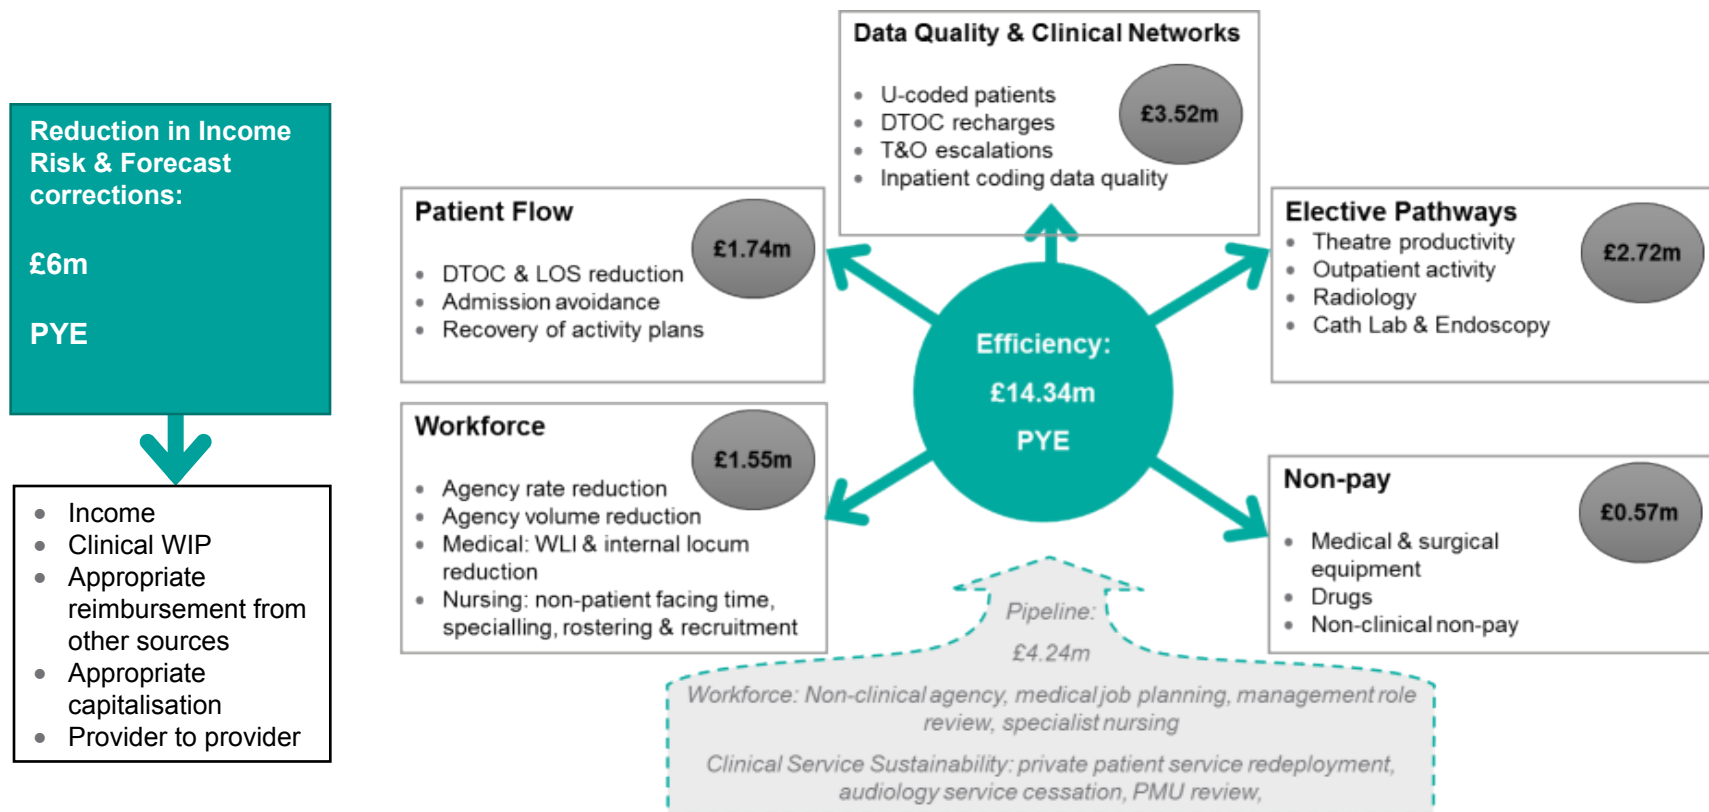 Reduction in Income
Risk & Forecast
corrections:
£6m
PYE
• Income
• Clinical WIP
• Appropriate
reimbursement from
other sources
• Appropriate
capitalisation
• Provider to provider
Data Quality & Clinical Networks
£3.52m
• U-coded patients
• DTOC recharges
• T&O escalations
• Inpatient coding data quality
Patient Flow
£1.74m
• DTOC & LOS reduction
• Admission avoidance
• Recovery of activity plans
Elective Pathways
£2.72m
• Theatre productivity
• Outpatient activity
• Radiology
• Cath Lab & Endoscopy
Efficiency:
£14.34m
PYE
Workforce
£1.55m
• Agency rate reduction
• Agency volume reduction
• Medical: WLI & internal locum
reduction
• Nursing: non-patient facing time,
specialling, rostering & recruitment
Non-pay
£0.57m
• Medical & surgical
equipment
• Drugs
• Non-clinical non-pay
Pipeline:
£4.24m
Workforce: Non-clinical agency, medical job planning, management role
review, specialist nursing
Clinical Service Sustainability: private patient service redeployment,
audiology service cessation, PMU review,